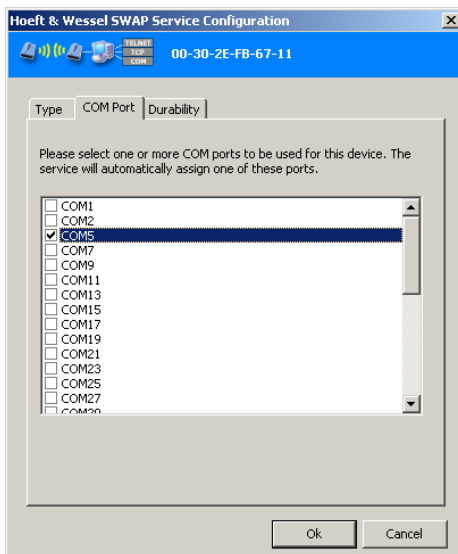 Hoeft & Wessel SWAP Service Configuration
TELNET
TCP
COM
00-30-2E-FB-67-11
Type
COM Port
Durability
Please select one or more COM ports to be used for this device. The
service will automatically assign one of these ports.
COM1
COM2
COM5
COM7
COM9
COM11
COM13
COM15
COM17
COM19
COM21
COM23
COM25
COM27
Ok
Cancel